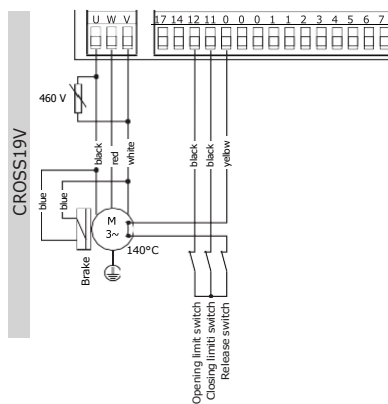 U W V
17 14 12 11 0 0 0 1 1 2 3 4 5 6 7
460 V
CROSS19V
black
red
white
black
black
yelbw
blue
blue
M
3~
140°C
Brake
Opening limit switch
Closing limiti switch
Release switch